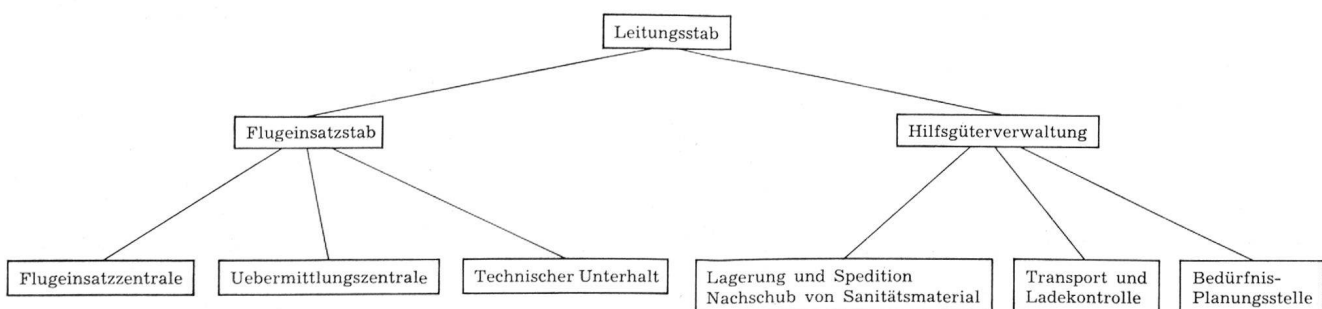 Leitungsstab
Flugeinsatzstab
Hilfsgüterverwaltung
Flugeinsatzzentrale
Uebermittlungszentrale
Technischer Unterhalt
Lagerung und Spedition
Nachschub von Sanitätsmaterial
Transport und
Ladekontrolle
Bedürfnis-
Planungsstelle